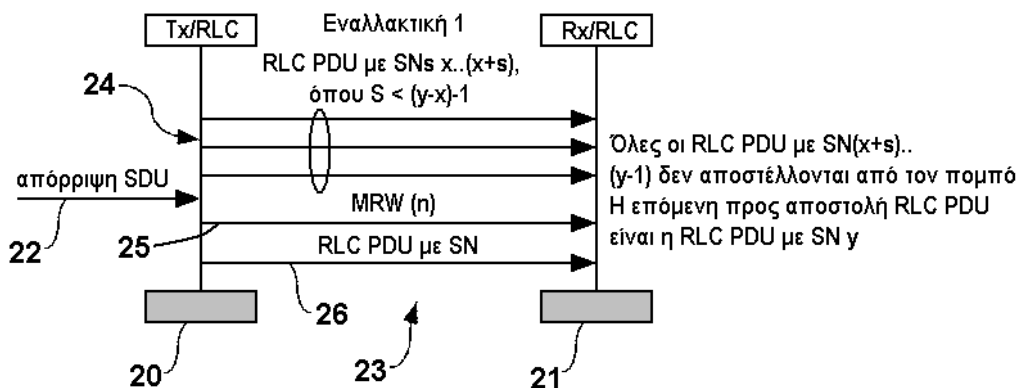 Tx/RLC
Εναλλακτική 1
Rx/RLC
RLC PDU με SNs x..(x+s),
όπου S < (y-x)-1
24
Όλες οι RLC PDU με SN(x+s)..
(y-1) δεν αποστέλλονται από τον πομπό
Η επόμενη προς αποστολή RLC PDU
είναι η RLC PDU με SN y
απόρριψη SDU
22
MRW (n)
25
RLC PDU με SN
26
23
20
21